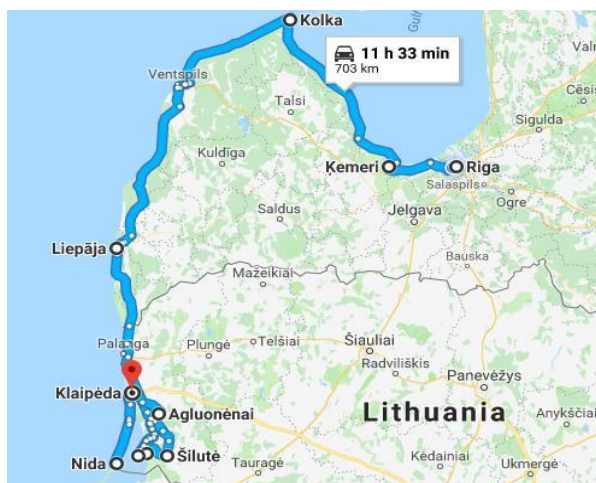 Kolka
11 h 33 min
703 km
Ventspils
Talsi
Cēsis
Sigulda
Kuldīga
Ķemeri
Riga
Salaspils
Ogre
Saldus
Jelgava
Liepāja
Bauska
Mažeikiai
Palanga
Plungė
Telšiai
Šiauliai
Radviliškis
Panevėžys
Klaipėda
Agluonėnai
Lithuania
Anykščiai
Šilutė
Nida
Tauragė
Kėdainiai
Ukmergė